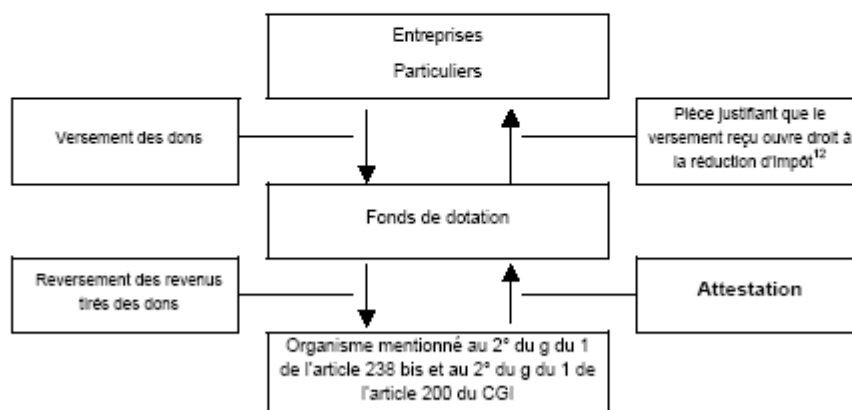 Entreprises
Particuliers
Versement des dons
Pièce justifiant que le
versement reçu ouvre droit à
la réduction d'impôt12
Fonds de dotation
Reversement des revenus
tirés des dons
Attestation
Organisme mentionné au 2° du g du 1
de l'article 238 bis et au 2° du g du 1 de
l'article 200 du CGI